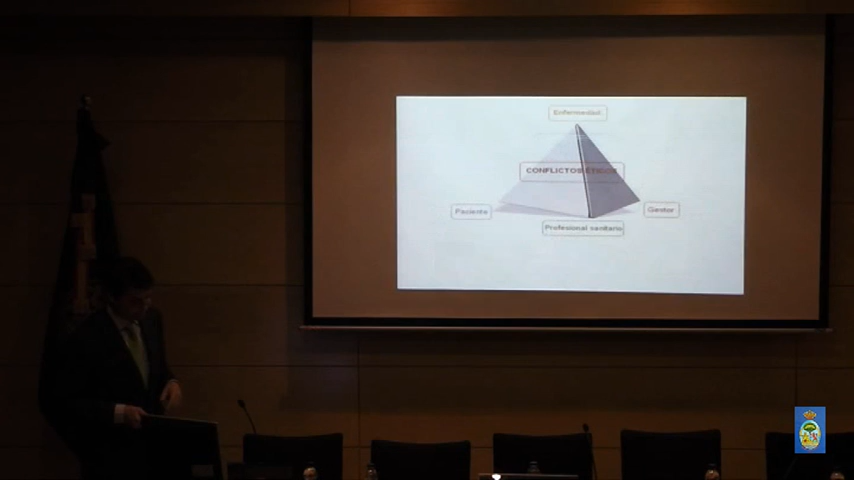 Enfermedad.
CONFLICTOS ÉTICOS
Paciente
Gestor
Profesional sanitario